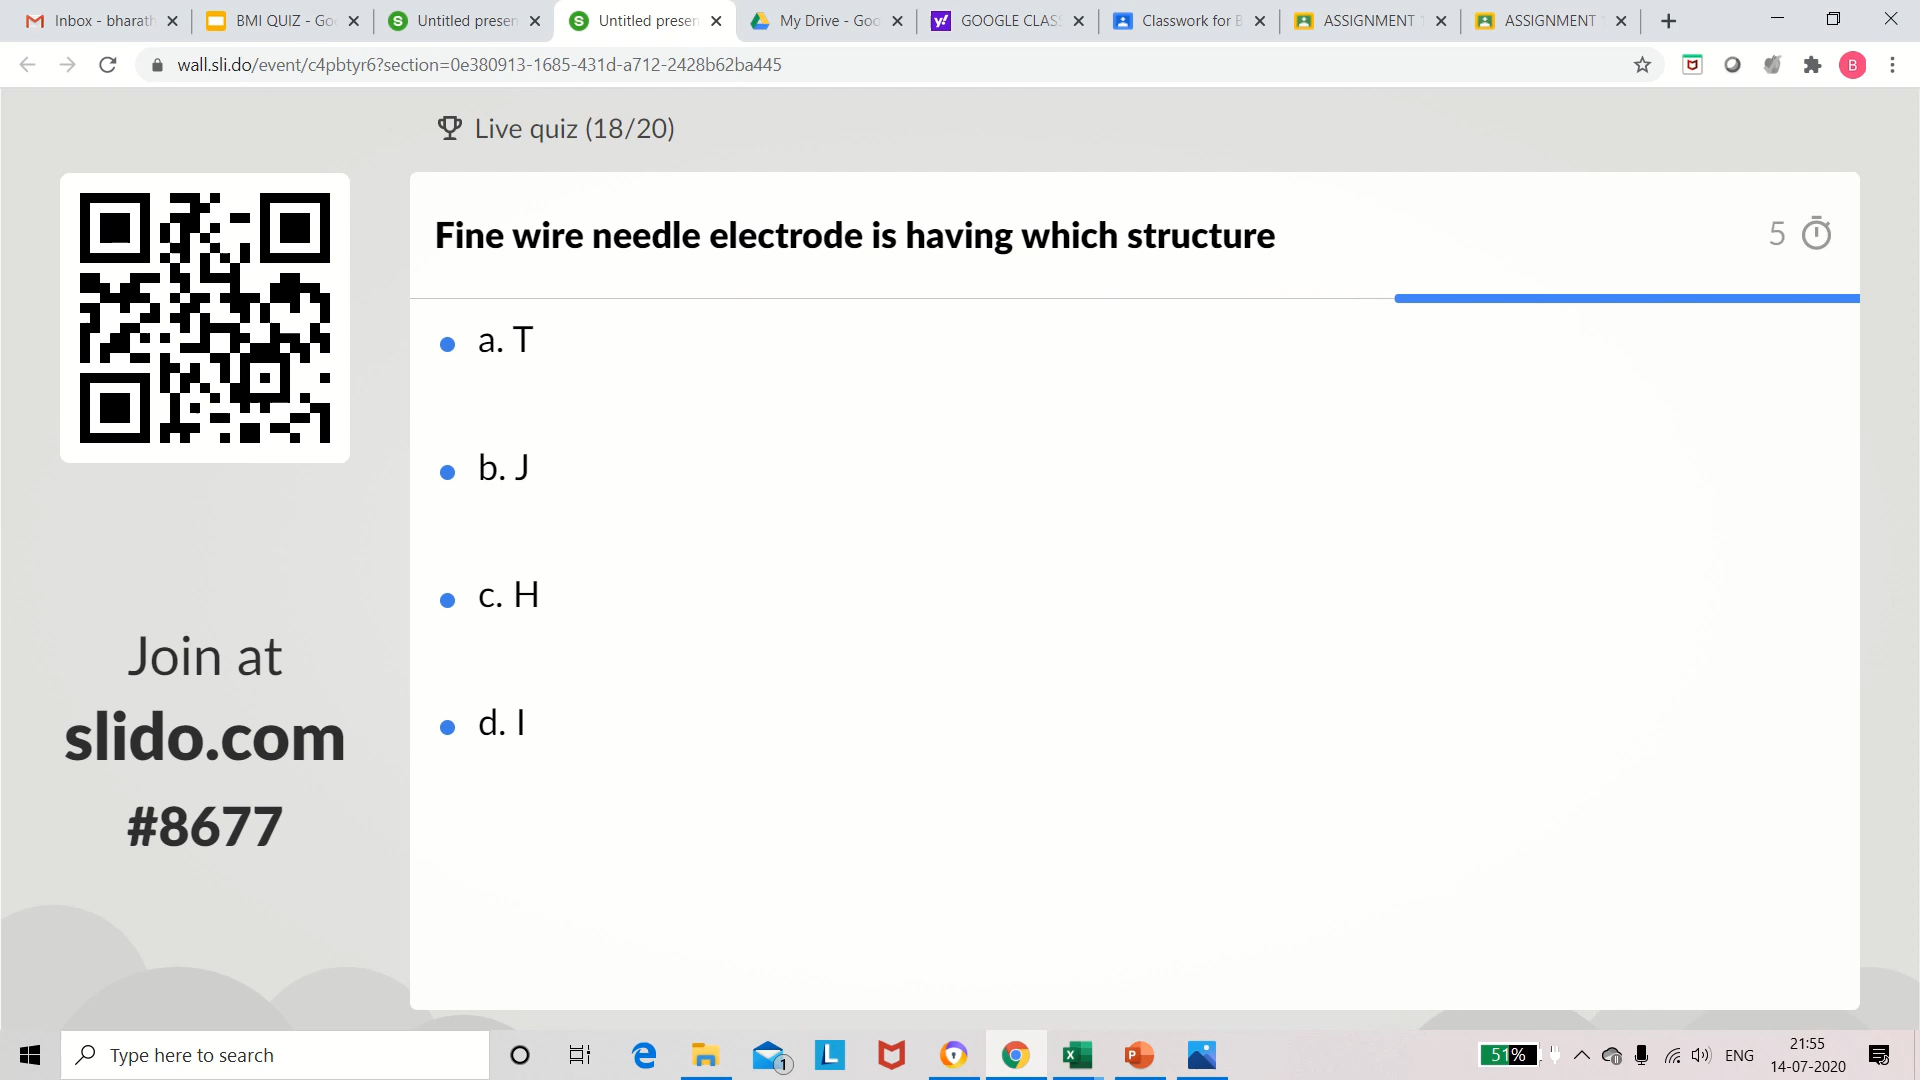 Inbox - bharath
BMI QUIZ - Goo
Untitled presen
Untitled presen
My Drive - Goo
GOOGLE CLAS
Classwork for B
ASSIGNMENT 1
ASSIGNMENT
wall.sli.do/event/c4pbtyr6?section=0e380913-1685-431d-a712-2428b62ba445
B
Live quiz (18/20)
Fine wire needle electrode is having which structure
5
a. T
b. J
c. H
d. I
Join at
slido.com
#8677
Type here to search
1
51%
ENG
21:55
14-07-2020